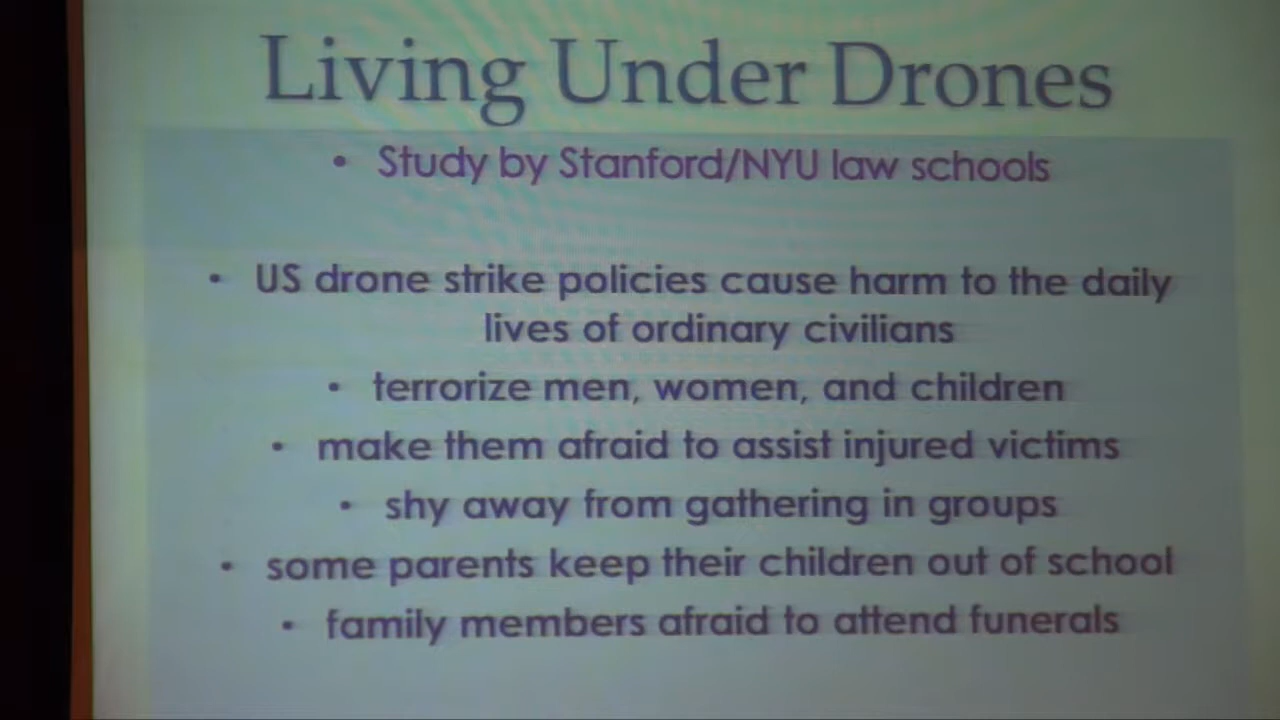 Living Under Drones
• Study by Stanford/NYU law schools
• US drone strike policies cause harm to the daily
lives of ordinary civilians
• terrorize men, women, and children
• make them afraid to assist injured victims
• shy away from gathering in groups
• some parents keep their children out of school
• family members afraid to attend funerals